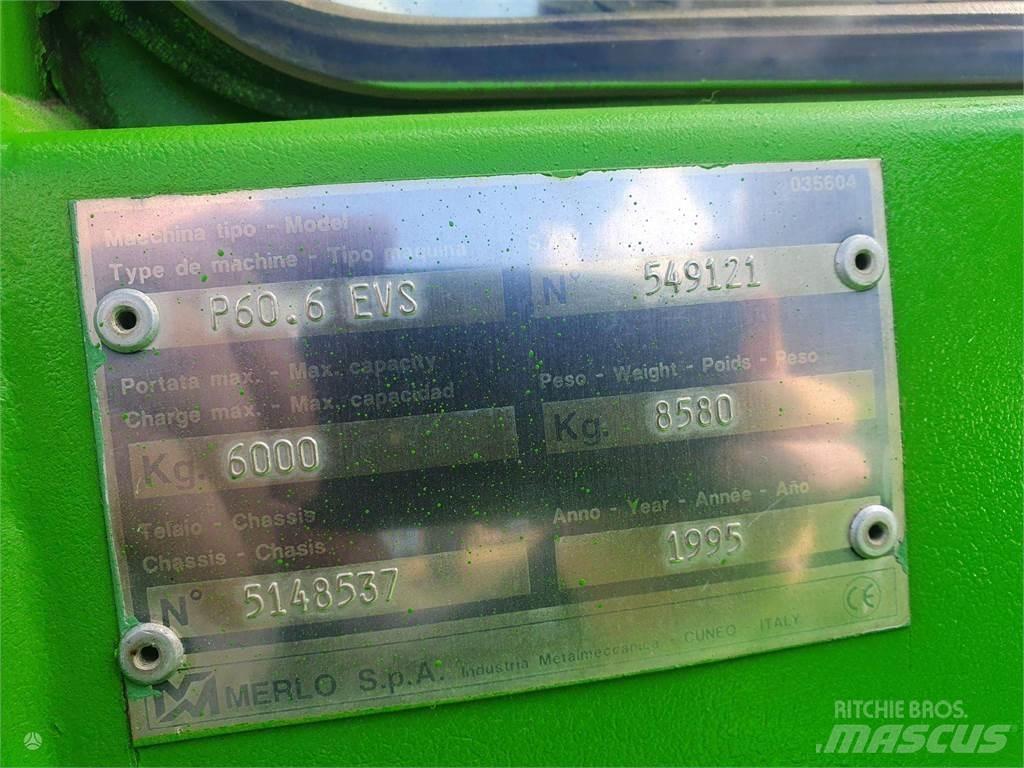 035604
Macchina tipo - Model
Type de machine - Tipo maquina
P60.6 EVS
N° 549121
Portata max. - Max. capacity
Charge max. - Max. capacidad
Kg. 6000
Peso - Weight - Poids - Peso
Kg. 8580
Telaio - Chassis
Chassis - Chasis
N° 5148537
Anno - Year - Année - Año
1995
CE
MERLO S.p.A. Industria Metalmeccanica - CUNEO ITALY
RITCHIE BROS.
MASCUS